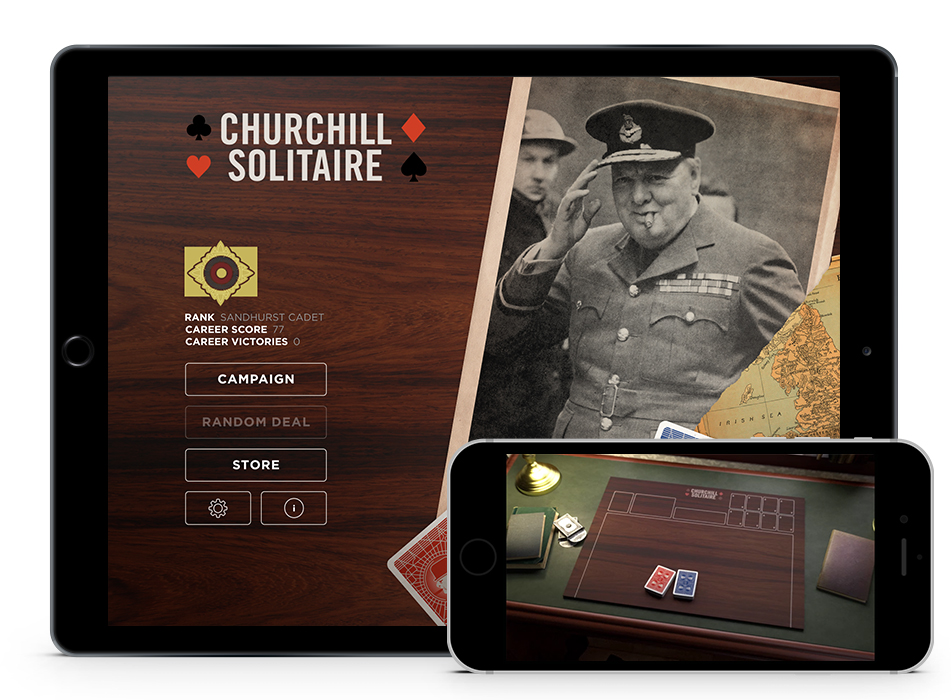 CHURCHILL
SOLITAIRE
RANK SANDHURST CADET
CAREER SCORE 77
CAREER VICTORIES 0
CAMPAIGN
RANDOM DEAL
STORE
i
IRISH SEA
CHURCHILL
SOLITAIRE